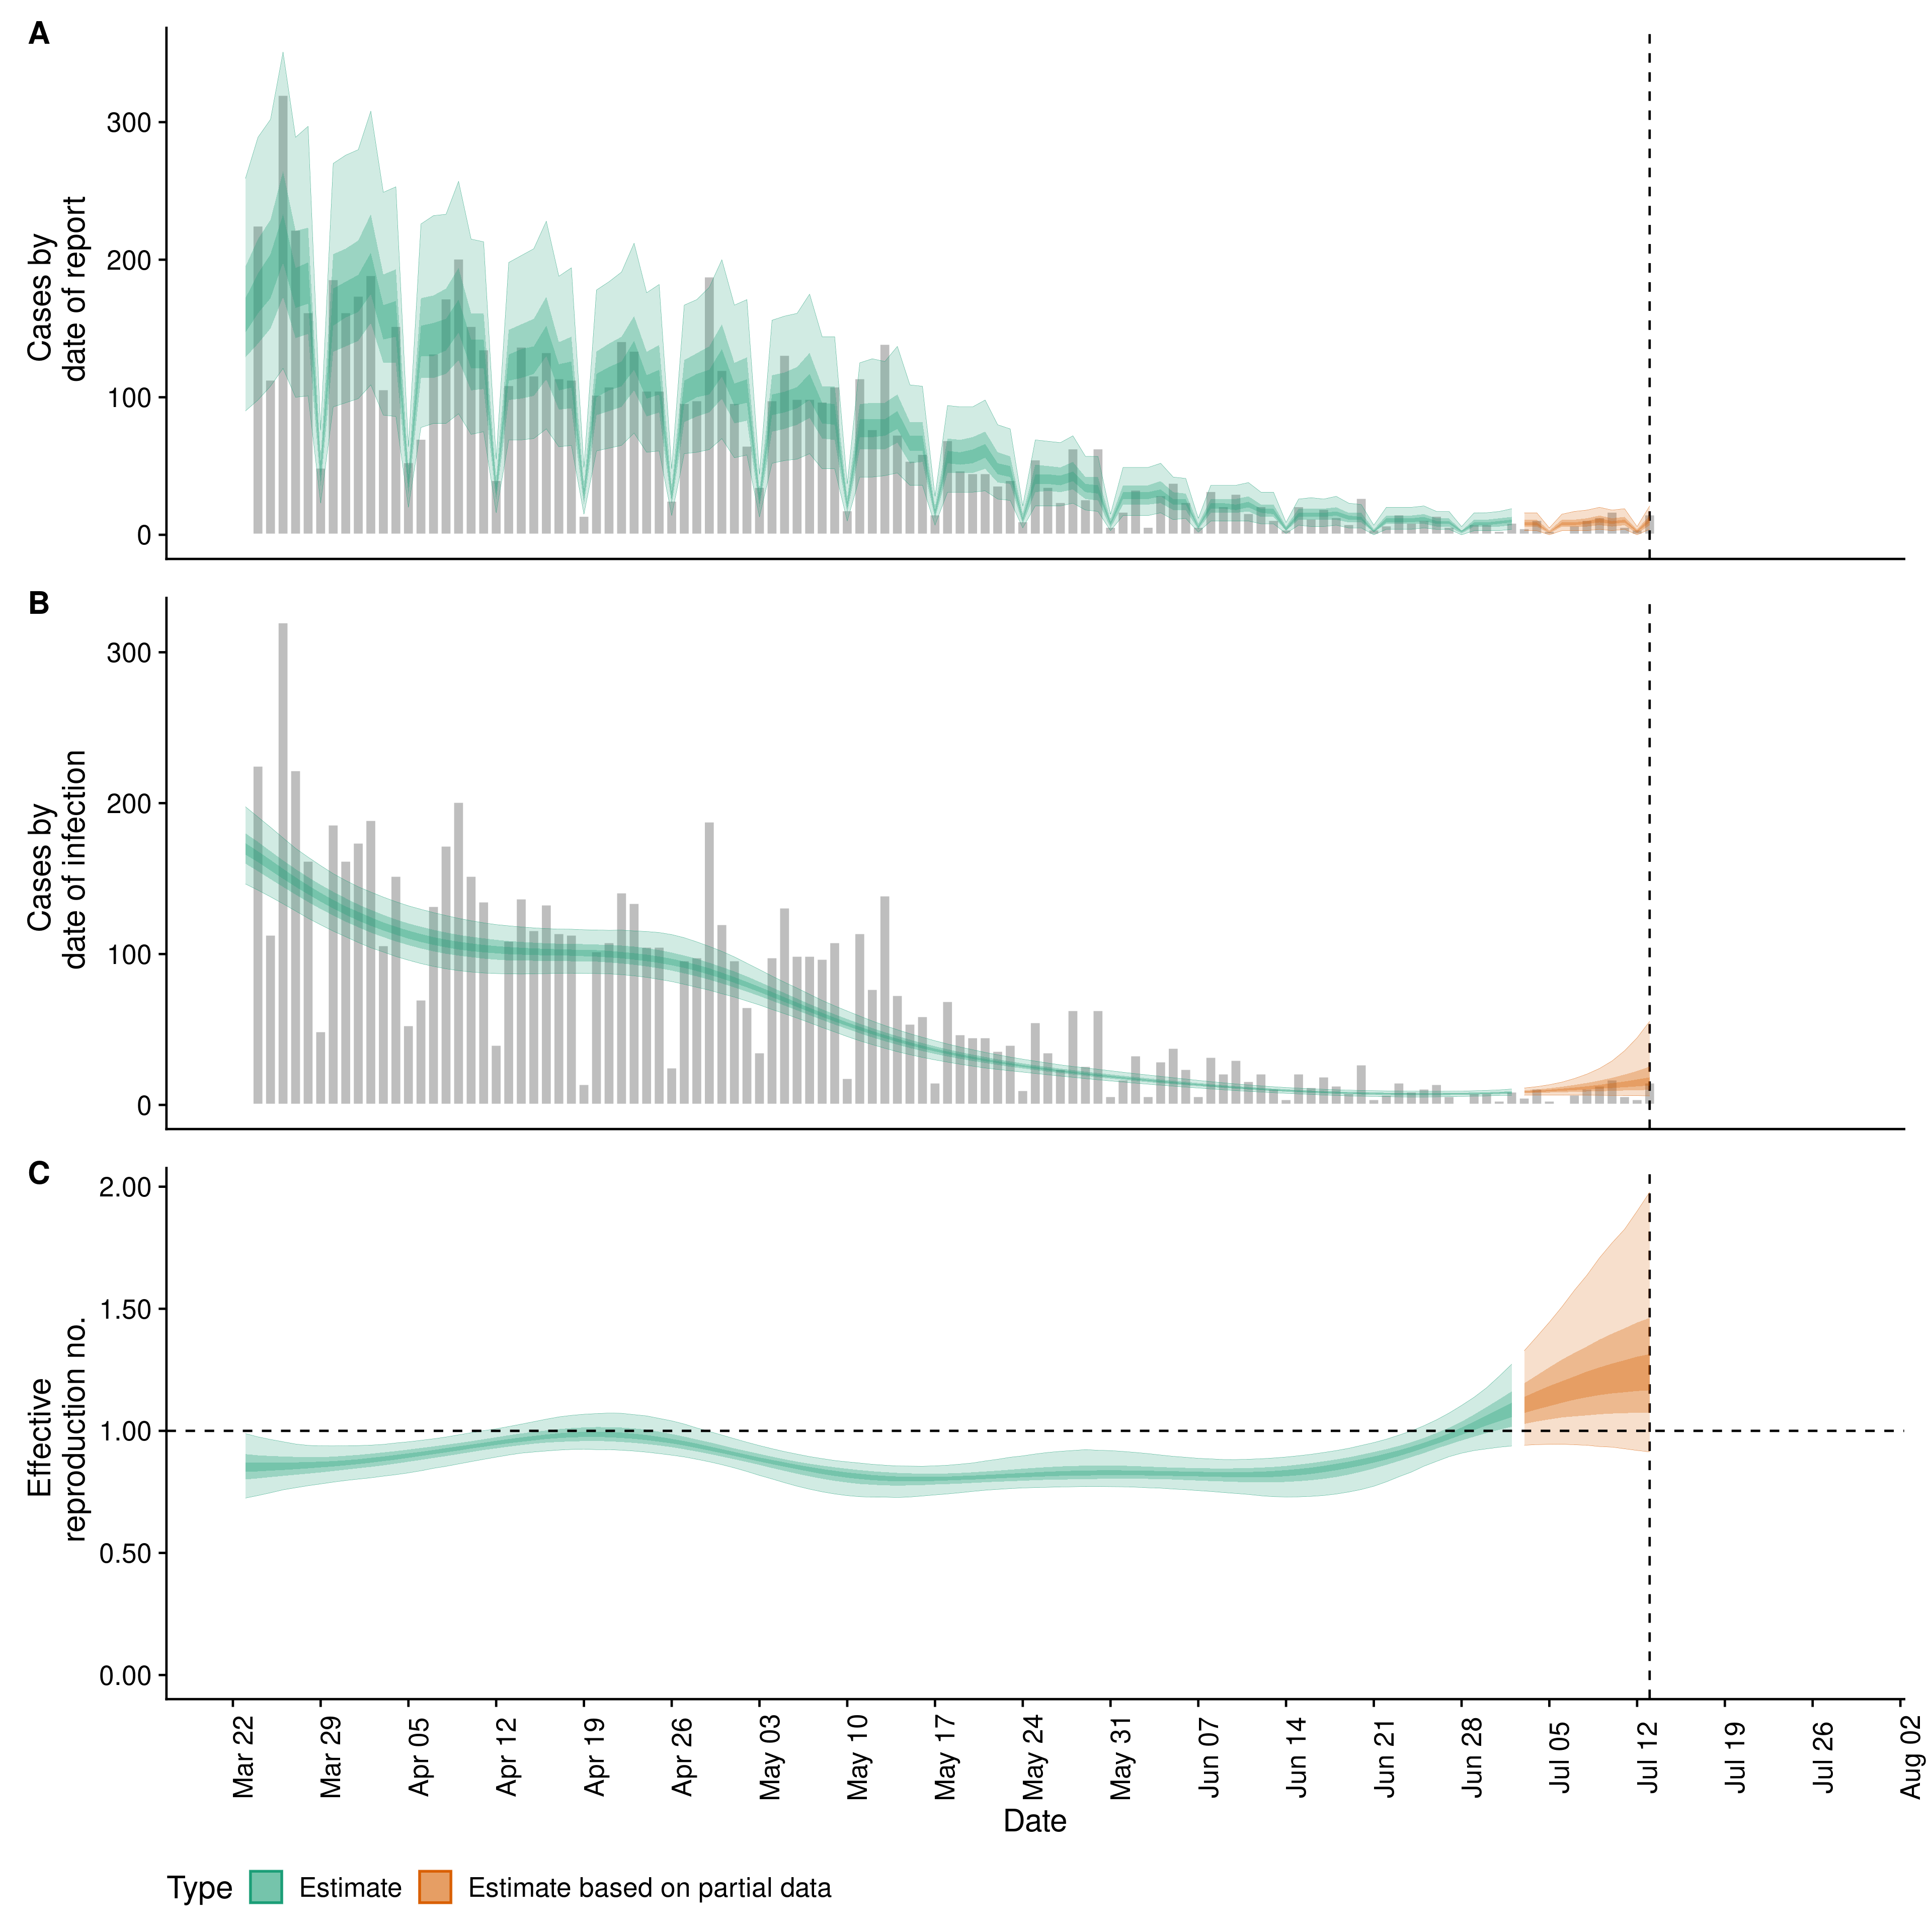 A
Cases by
date of report
300
200
100
0
B
Cases by
date of infection
300
200
100
0
C
Effective
reproduction no.
2.00
1.50
1.00
0.50
0.00
Mar 22
Mar 29
Apr 05
Apr 12
Apr 19
Apr 26
May 03
May 10
May 17
May 24
May 31
Jun 07
Jun 14
Jun 21
Jun 28
Jul 05
Jul 12
Jul 19
Jul 26
Aug 02
Date
Type Estimate Estimate based on partial data